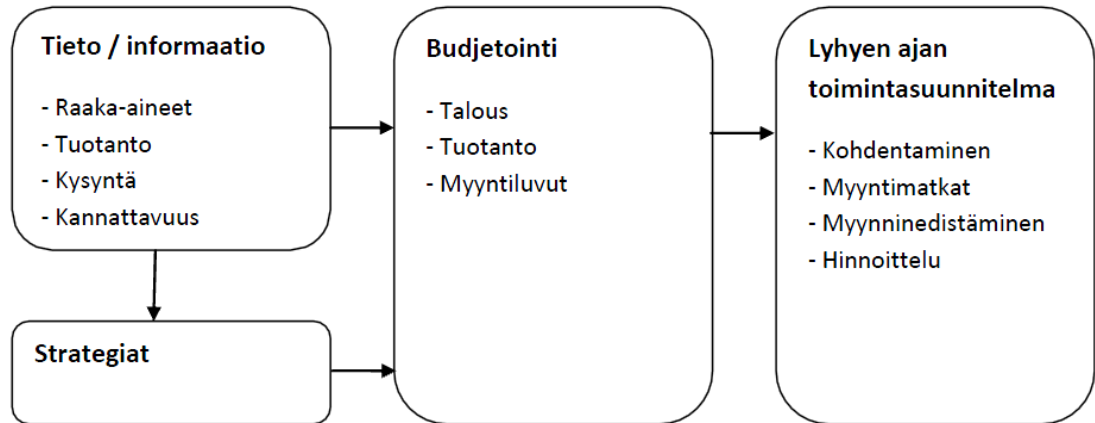 Tieto / informaatio
- Raaka-aineet
- Tuotanto
- Kysyntä
- Kannattavuus
Strategiat
Budjetointi
- Talous
- Tuotanto
- Myyntiluvut
Lyhyen ajan
toimintasuunnitelma
- Kohdentaminen
- Myyntimatkat
- Myynninedistäminen
- Hinnoittelu